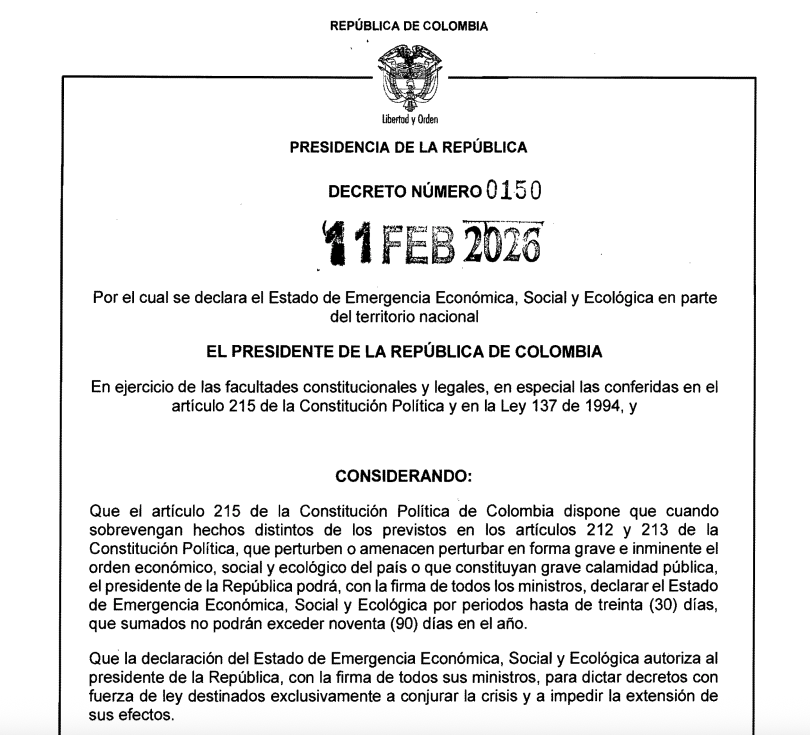 REPÚBLICA DE COLOMBIA
Libertad y Orden
PRESIDENCIA DE LA REPÚBLICA
DECRETO NÚMERO 0150
11 FEB 2026
Por el cual se declara el Estado de Emergencia Económica, Social y Ecológica en parte
del territorio nacional
EL PRESIDENTE DE LA REPÚBLICA DE COLOMBIA
En ejercicio de las facultades constitucionales y legales, en especial las conferidas en el
artículo 215 de la Constitución Política y en la Ley 137 de 1994, y
CONSIDERANDO:
Que el artículo 215 de la Constitución Política de Colombia dispone que cuando
sobrevengan hechos distintos de los previstos en los artículos 212 y 213 de la
Constitución Política, que perturben o amenacen perturbar en forma grave e inminente el
orden económico, social y ecológico del país o que constituyan grave calamidad pública,
el presidente de la República podrá, con la firma de todos los ministros, declarar el Estado
de Emergencia Económica, Social y Ecológica por periodos hasta de treinta (30) días,
que sumados no podrán exceder noventa (90) días en el año.
Que la declaración del Estado de Emergencia Económica, Social y Ecológica autoriza al
presidente de la República, con la firma de todos sus ministros, para dictar decretos con
fuerza de ley destinados exclusivamente a conjurar la crisis y a impedir la extensión de
sus efectos.